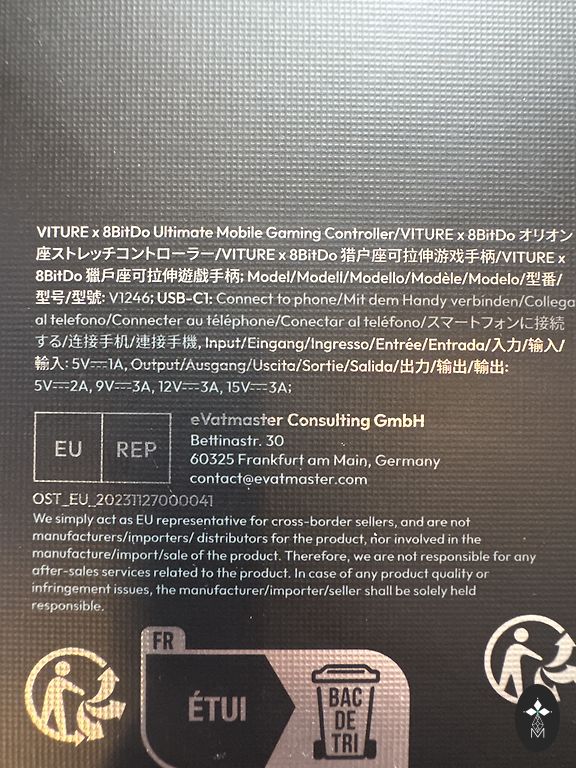 VITURE x 8BitDo Ultimate Mobile Gaming Controller/VITURE x 8BitDo オリオン
座ストレッチコントローラー/VITURE x 8BitDo 猎户座可拉伸游戏手柄/VITURE x
8BitDo 獵戶座可拉伸遊戲手柄; Model/Modell/Modello/Modèle/Modelo/型番/
型号/型號: V1246; USB-C1: Connect to phone/Mit dem Handy verbinden/Collega
al telefono/Connecter au téléphone/Conectar al teléfono/スマートフォンに接続
する/连接手机/連接手機, Input/Eingang/Ingresso/Entrée/Entrada/入力/输入/
輸入: 5V⎓1A, Output/Ausgang/Uscita/Sortie/Salida/出力/输出/輸出:
5V⎓2A, 9V⎓3A, 12V⎓3A, 15V⎓3A;
EU REP
eVatmaster Consulting GmbH
Bettinastr. 30
60325 Frankfurt am Main, Germany
contact@evatmaster.com
OST_EU_20231127000041
We simply act as EU representative for cross-border sellers, and are not
manufacturers/importers/ distributors for the product, nor involved in the
manufacture/import/sale of the product. Therefore, we are not responsible for any
after-sales services related to the product. In case of any product quality or
infringement issues, the manufacturer/importer/seller shall be solely held
responsible.
FR
ÉTUI
BAC
DE
TRI
M